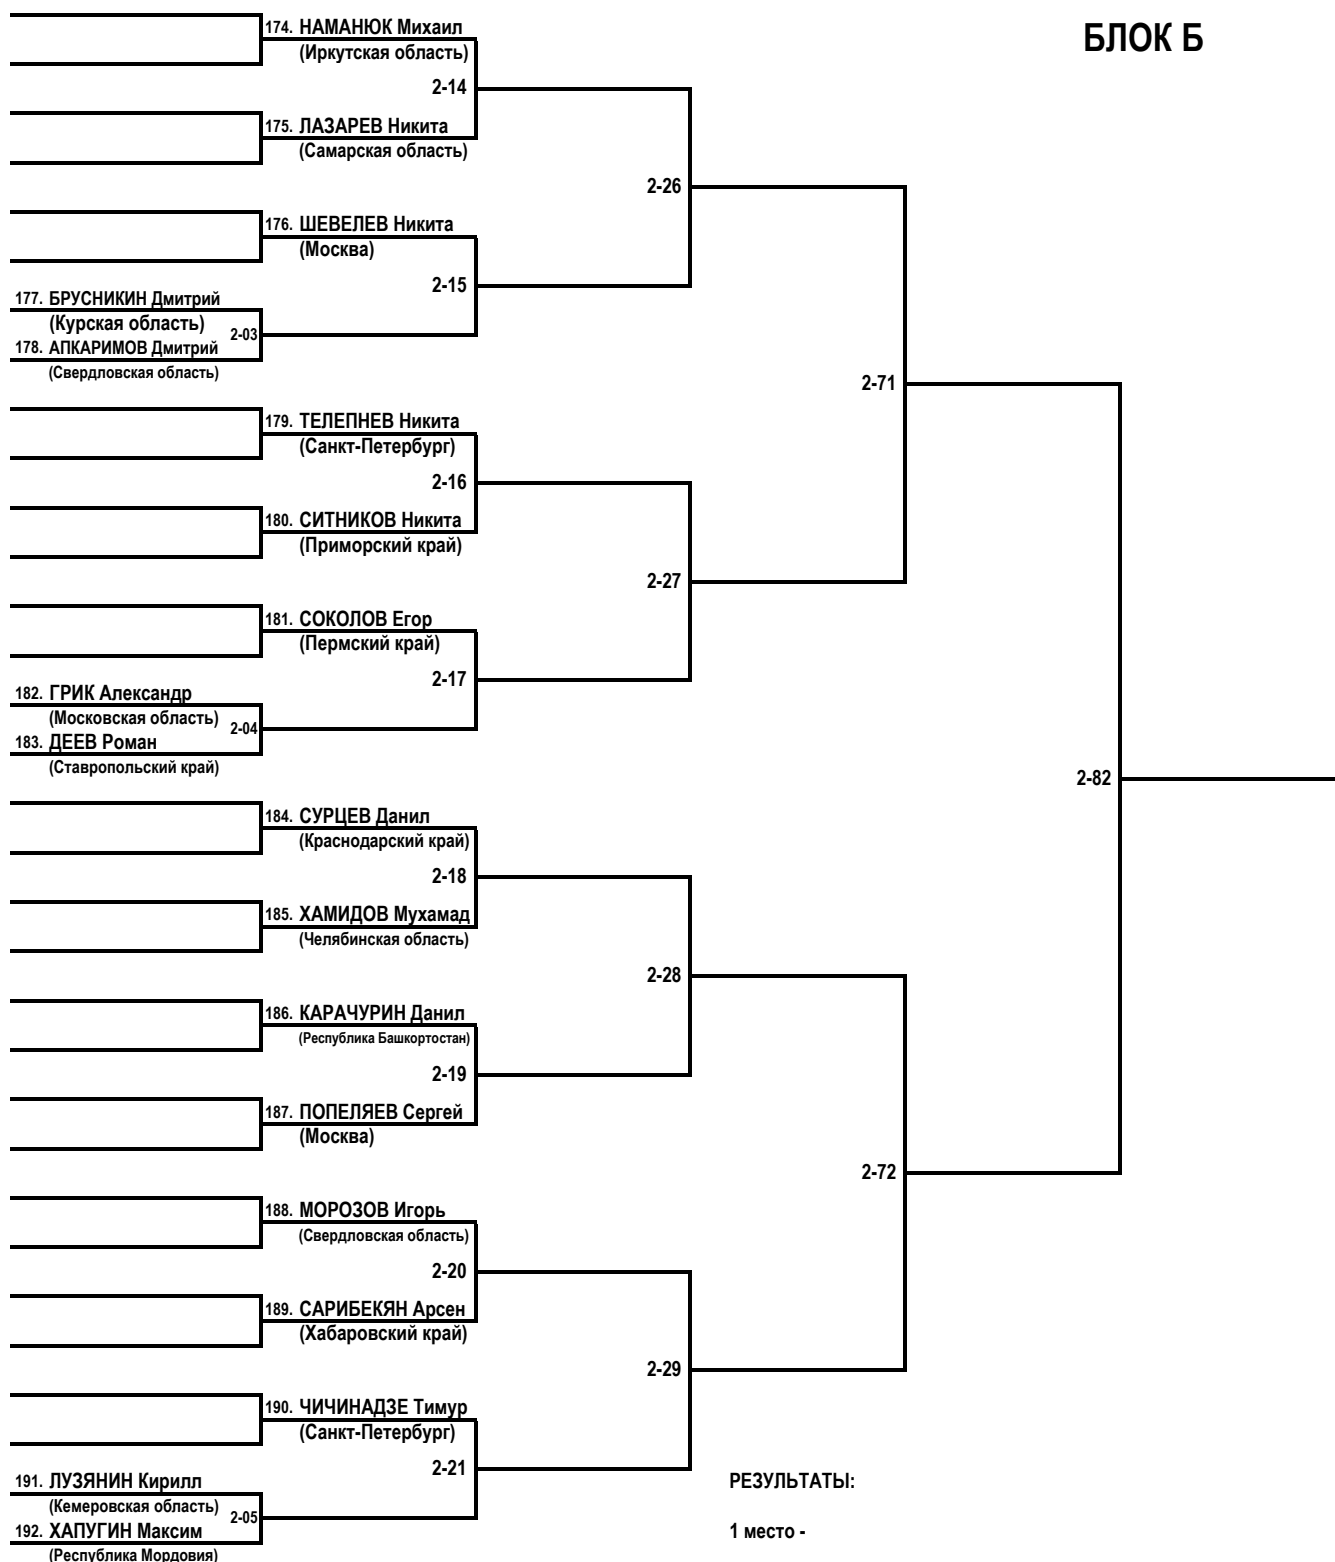 БЛОК Б
174. НАМАНЮК Михаил
(Иркутская область)
2-14
175. ЛАЗАРЕВ Никита
(Самарская область)
2-26
176. ШЕВЕЛЕВ Никита
(Москва)
2-15
177. БРУСНИКИН Дмитрий
(Курская область)
2-03
178. АПКАРИМОВ Дмитрий
(Свердловская область)
2-71
179. ТЕЛЕПНЕВ Никита
(Санкт-Петербург)
2-16
180. СИТНИКОВ Никита
(Приморский край)
2-27
181. СОКОЛОВ Егор
(Пермский край)
2-17
182. ГРИК Александр
(Московская область)
2-04
183. ДЕЕВ Роман
(Ставропольский край)
2-82
184. СУРЦЕВ Данил
(Краснодарский край)
2-18
185. ХАМИДОВ Мухамад
(Челябинская область)
2-28
186. КАРАЧУРИН Данил
(Республика Башкортостан)
2-19
187. ПОПЕЛЯЕВ Сергей
(Москва)
2-72
188. МОРОЗОВ Игорь
(Свердловская область)
2-20
189. САРИБЕКЯН Арсен
(Хабаровский край)
2-29
190. ЧИЧИНАДЗЕ Тимур
(Санкт-Петербург)
2-21
191. ЛУЗЯНИН Кирилл
(Кемеровская область)
2-05
192. ХАПУГИН Максим
(Республика Мордовия)
РЕЗУЛЬТАТЫ:
1 место -